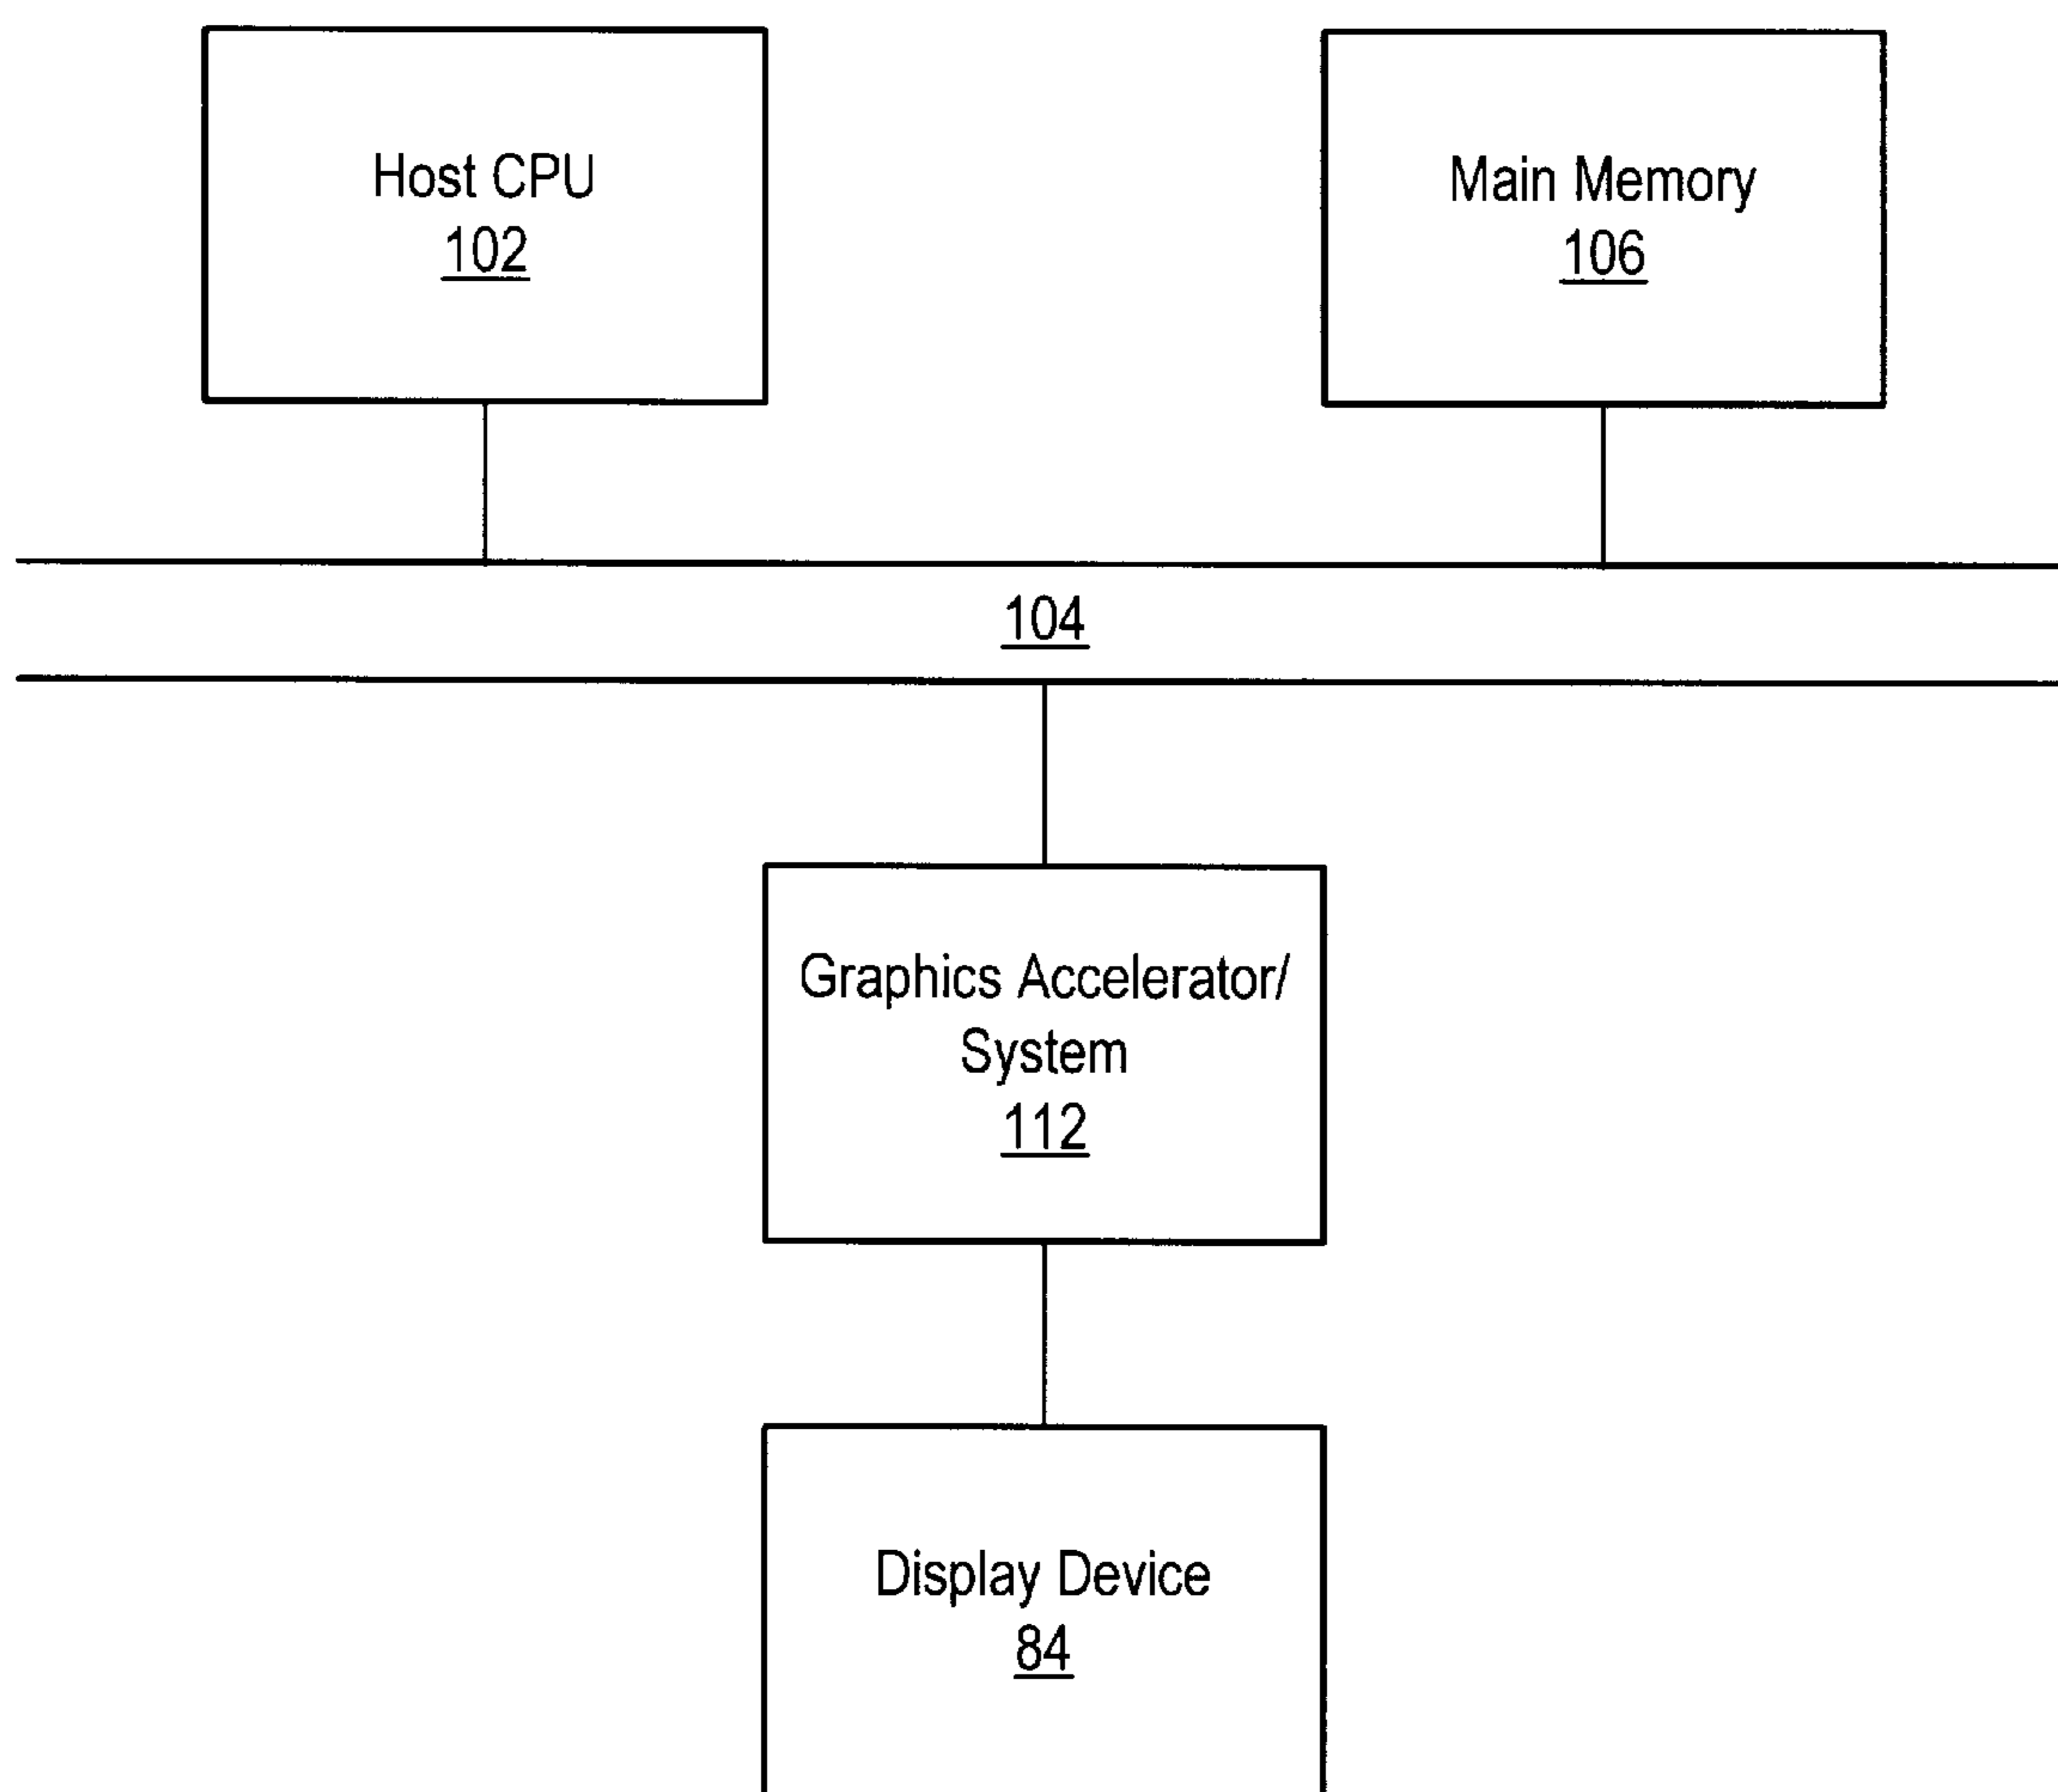 Host CPU
102
Main Memory
106
104
Graphics Accelerator/
System
112
Display Device
84